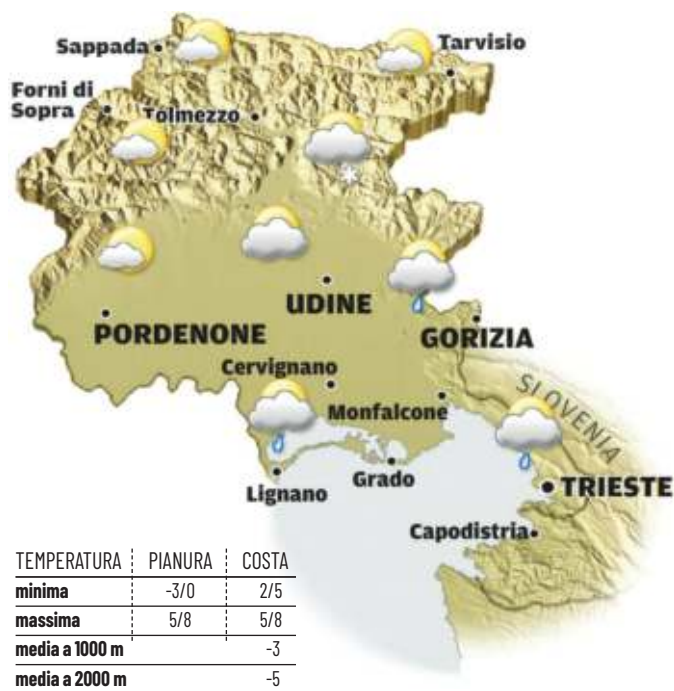 Sappada
Tarvisio
Forni di
Sopra
Tolmezzo
UDINE
PORDENONE
GORIZIA
Cervignano
SLOVENIA
Monfalcone
Grado
Lignano
TRIESTE
Capodistria
TEMPERATURA PIANURA COSTA
minima -3/0 2/5
massima 5/8 5/8
media a 1000 m -3
media a 2000 m -5